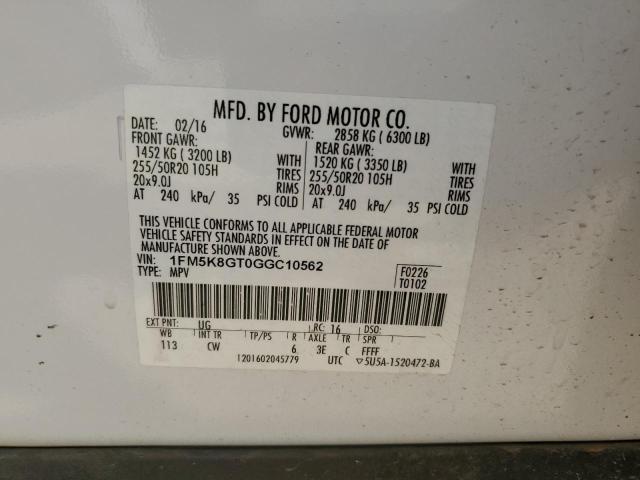 MFD. BY FORD MOTOR CO.
DATE: 02/16 GVWR: 2858 KG (6300 LB)
FRONT GAWR: REAR GAWR:
1452 KG (3200 LB) WITH 1520 KG (3350 LB) WITH
255/50R20 105H TIRES 255/50R20 105H TIRES
20x9.0J RIMS 20x9.0J RIMS
AT 240 kPa/ 35 PSI COLD AT 240 kPa/ 35 PSI COLD
THIS VEHICLE CONFORMS TO ALL APPLICABLE FEDERAL MOTOR
VEHICLE SAFETY STANDARDS IN EFFECT ON THE DATE OF
MANUFACTURE SHOWN ABOVE.
VIN: 1FM5K8GT0GGC10562 F0226
TYPE: MPV T0102
EXT PNT: UG RC: 16 DSO:
WB INT TR TP/PS R AXLE TR SPR
113 CW 6 3E C FFFF
1201602045779 UTC ▽5U5A-1520472-BA